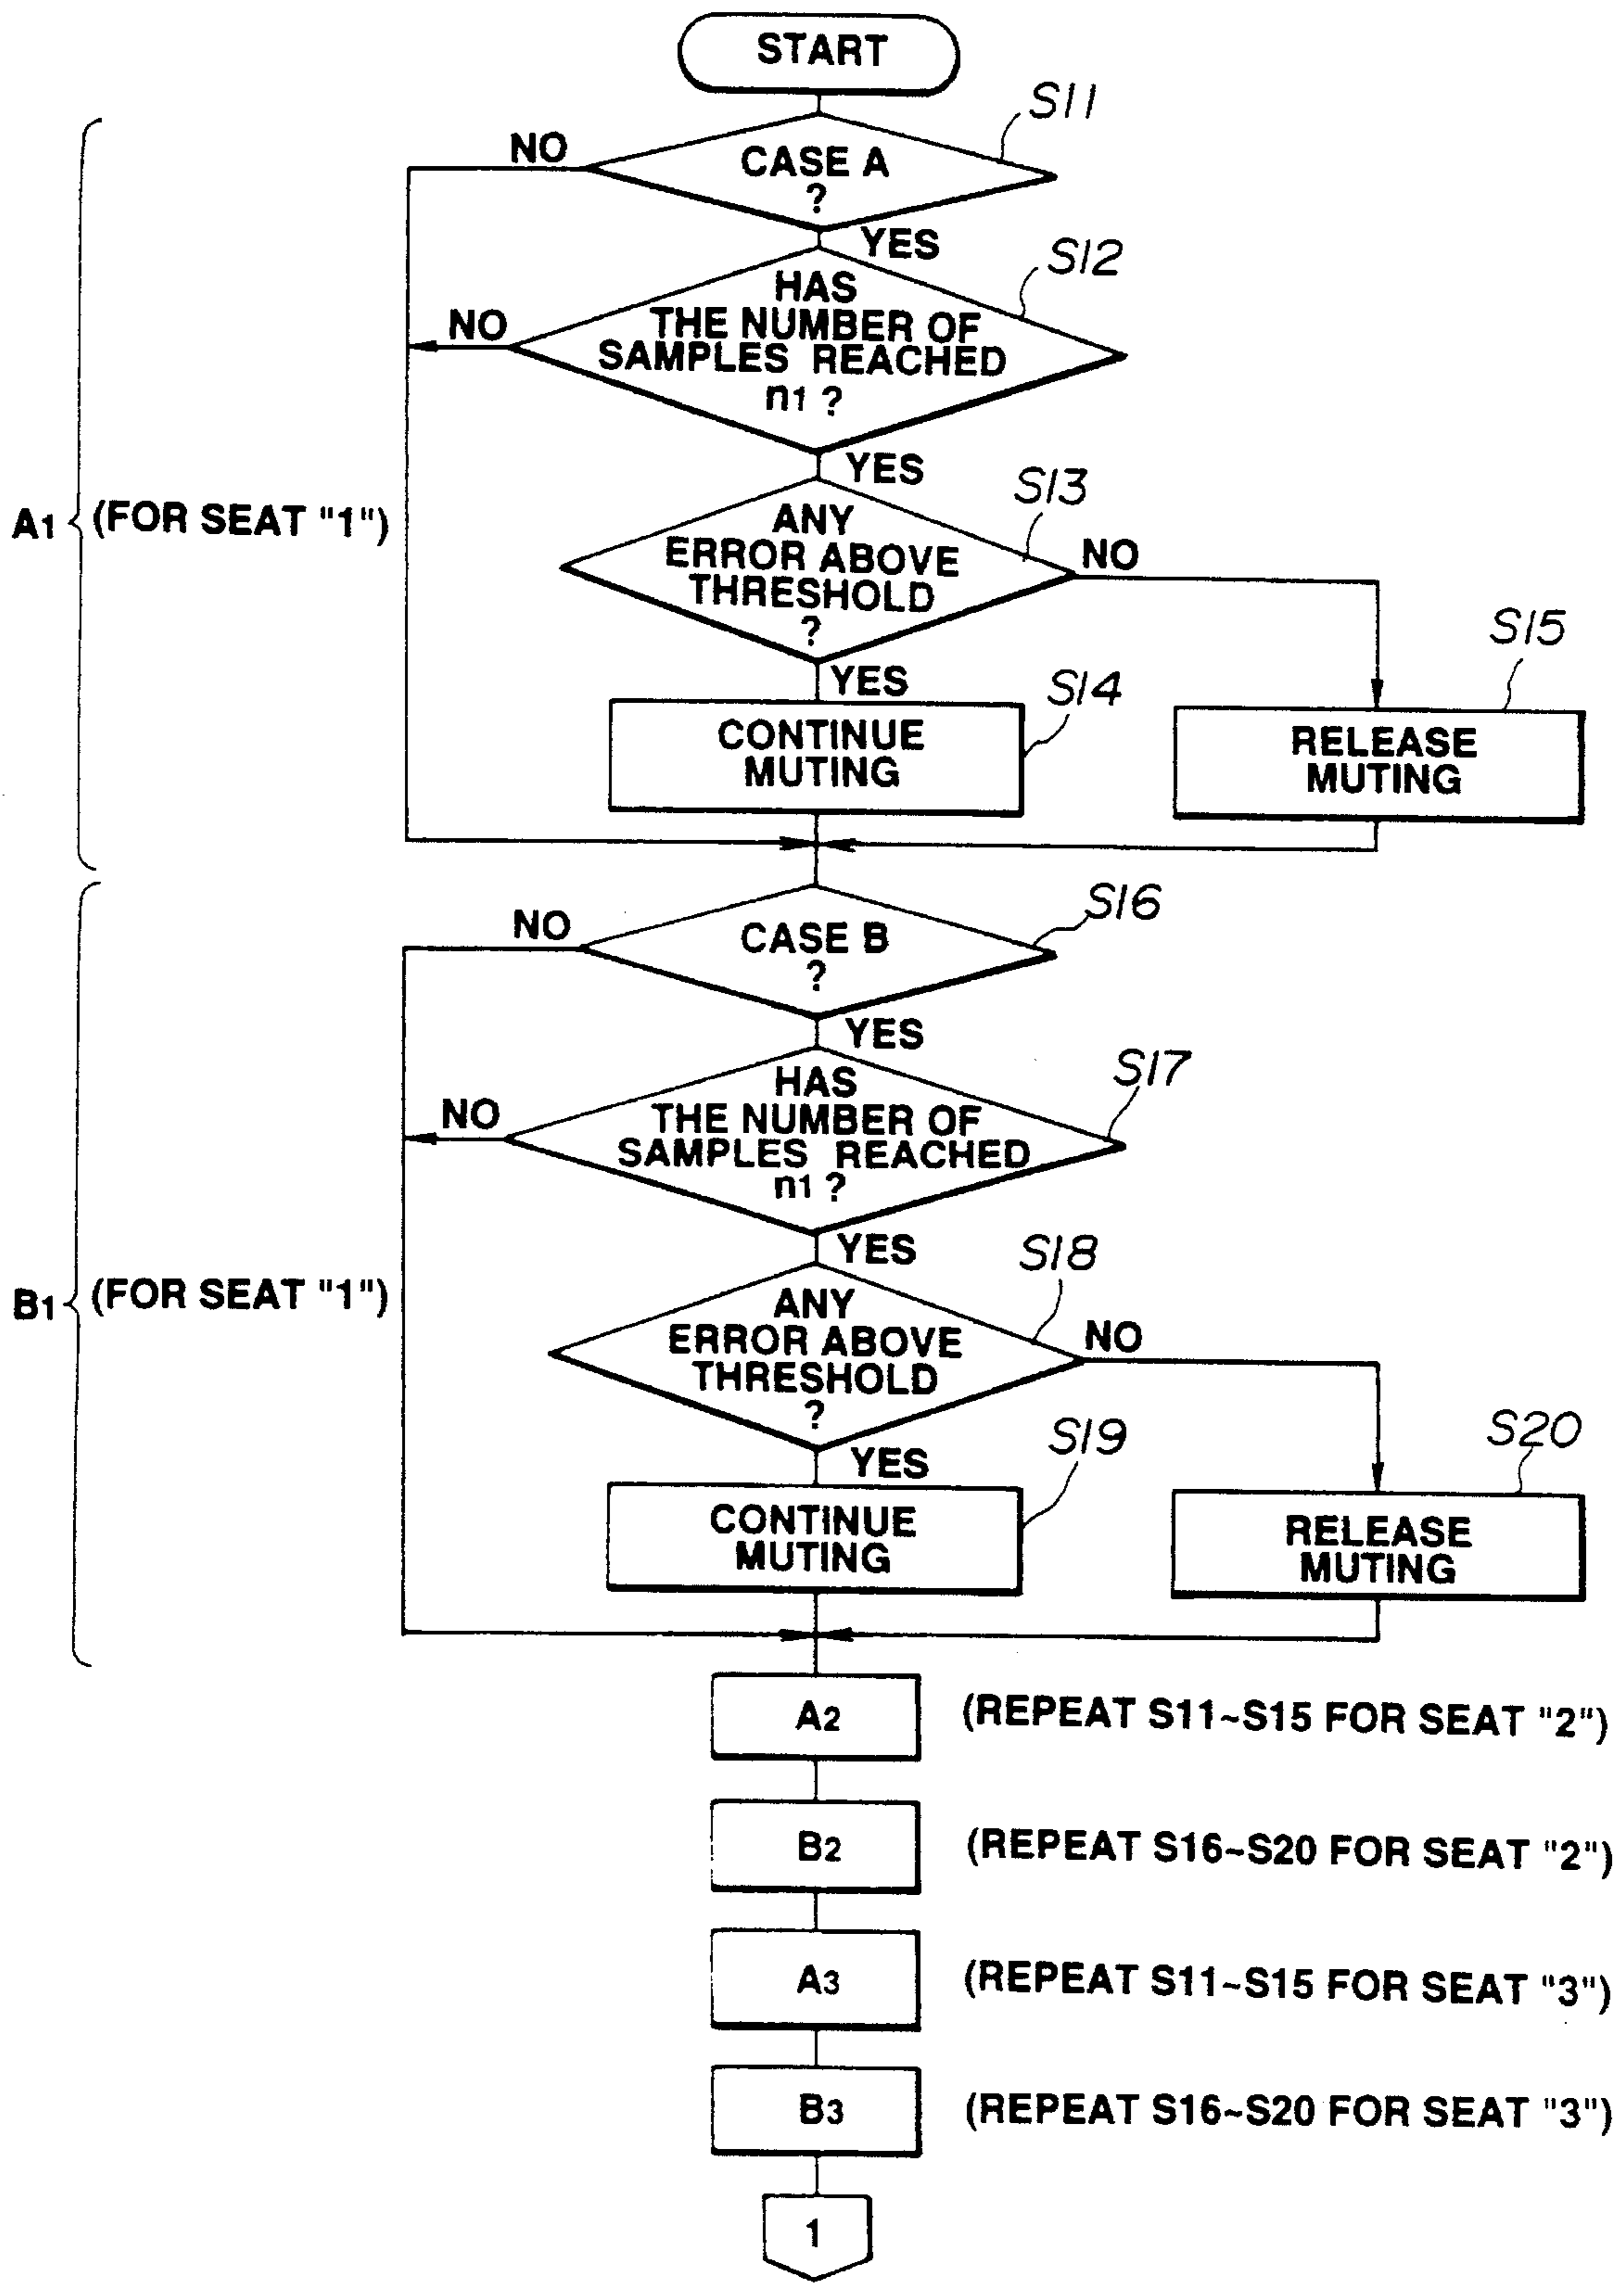 START
S11
NO
CASE A
?
YES
S12
HAS
THE NUMBER OF
SAMPLES REACHED
n1 ?
NO
YES
S13
ANY
ERROR ABOVE
THRESHOLD
?
NO
A1 (FOR SEAT "1")
YES
S14
CONTINUE
MUTING
S15
RELEASE
MUTING
S16
NO
CASE B
?
YES
S17
HAS
THE NUMBER OF
SAMPLES REACHED
n1 ?
NO
YES
S18
ANY
ERROR ABOVE
THRESHOLD
?
NO
B1 (FOR SEAT "1")
YES
S19
CONTINUE
MUTING
S20
RELEASE
MUTING
A2 (REPEAT S11~S15 FOR SEAT "2")
B2 (REPEAT S16~S20 FOR SEAT "2")
A3 (REPEAT S11~S15 FOR SEAT "3")
B3 (REPEAT S16~S20 FOR SEAT "3")
1